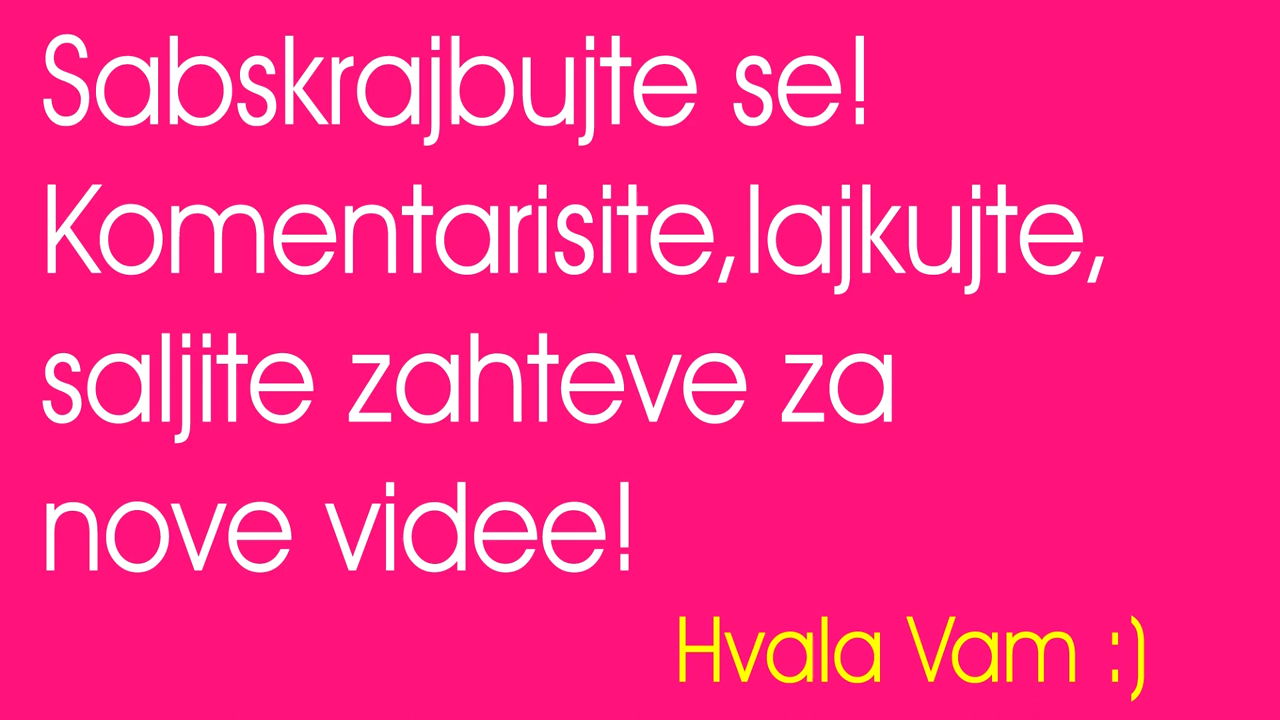 Sabskrajbujte se!
Komentarisite,lajkujte,
saljite zahteve za
nove videe!
Hvala Vam :)